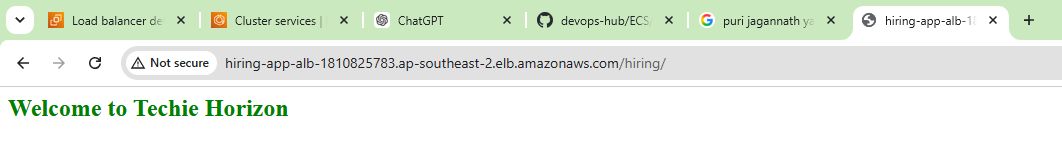 Load balancer de
Cluster services |
ChatGPT
devops-hub/ECS
puri jagannath ya
hiring-app-alb-18
Not secure
hiring-app-alb-1810825783.ap-southeast-2.elb.amazonaws.com/hiring/
Welcome to Techie Horizon